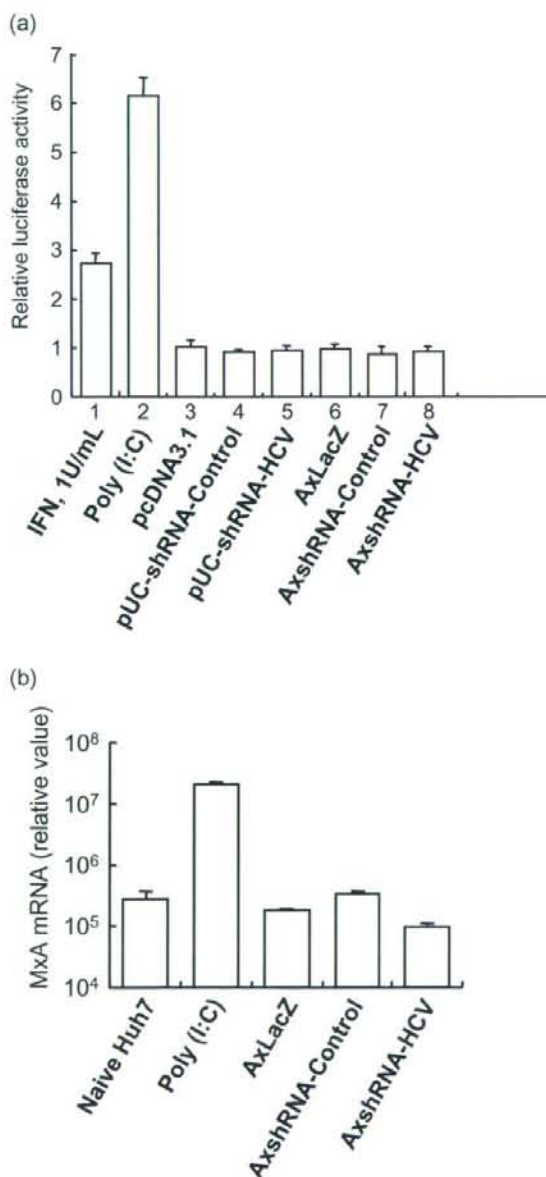 (a)
Relative luciferase activity
7
6
5
4
3
2
1
0
1 2 3 4 5 6 7 8
IFN, 1U/mL
Poly (I:C)
pcDNA3.1
pUC-shRNA-Control
pUC-shRNA-HCV
AxLacZ
AxshRNA-Control
AxshRNA-HCV
(b)
MxA mRNA (relative value)
10⁸
10⁷
10⁶
10⁵
10⁴
Naive Huh7
Poly (I:C)
AxLacZ
AxshRNA-Control
AxshRNA-HCV